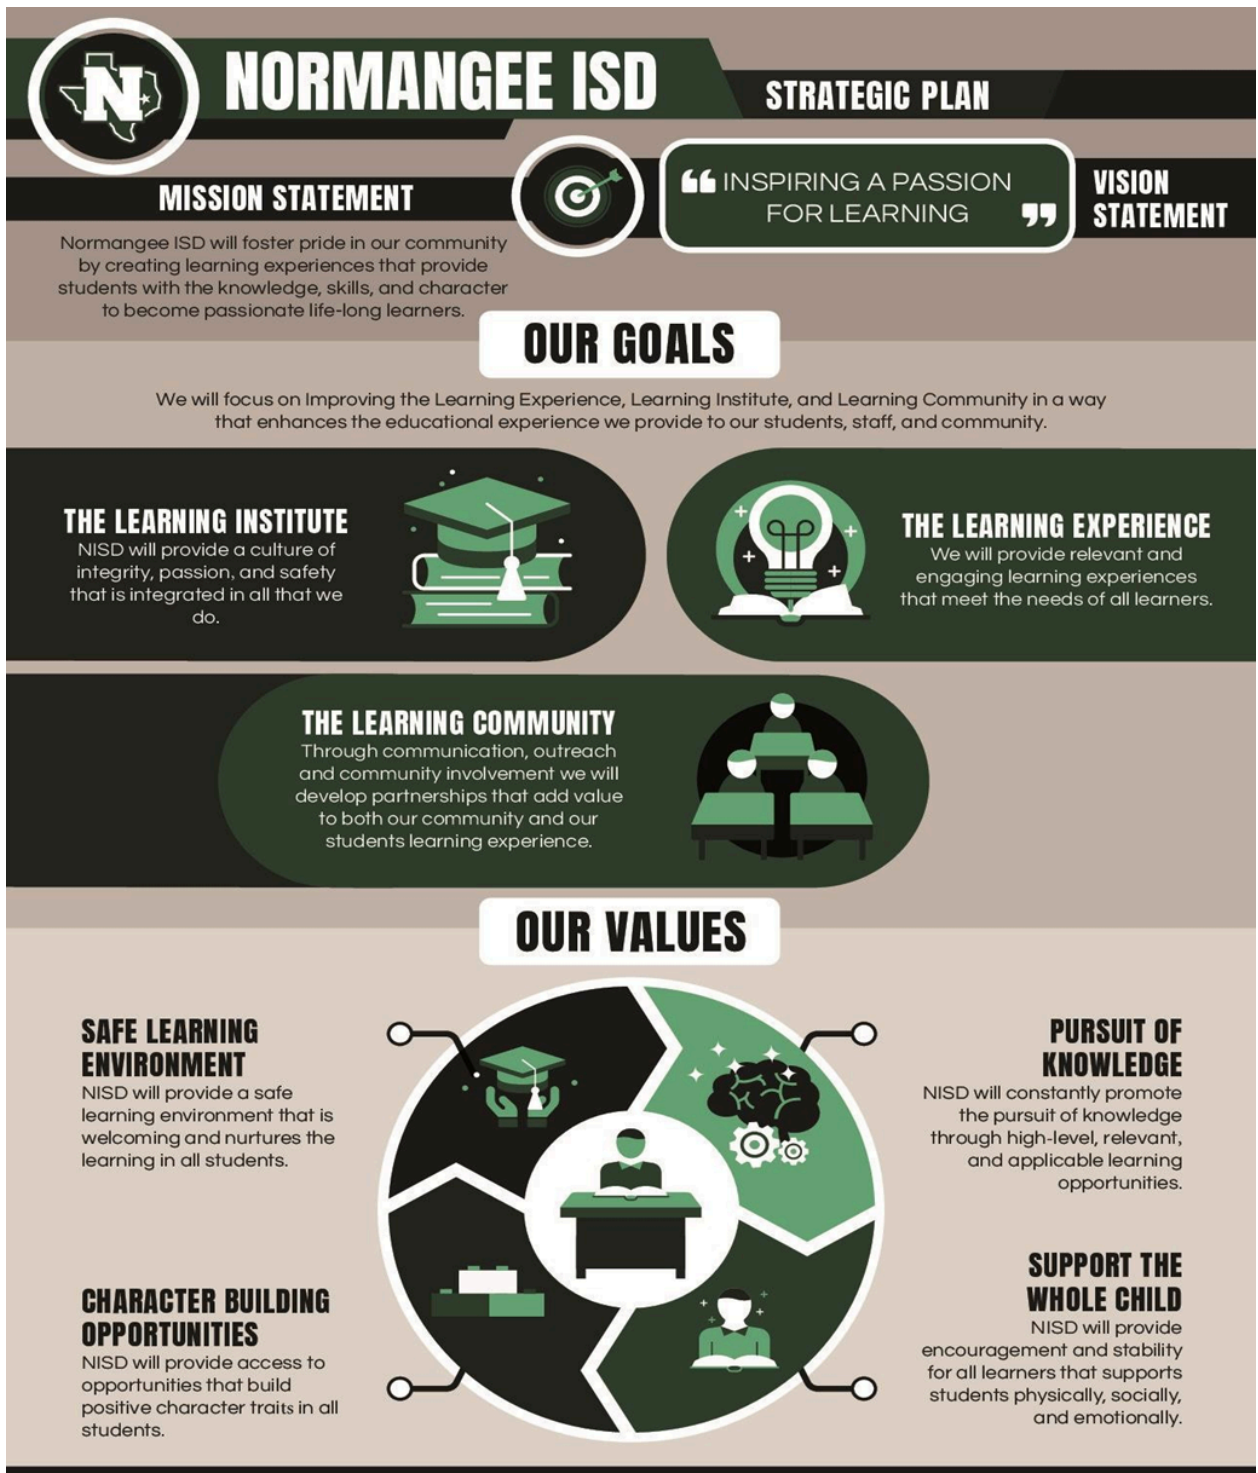 N
NORMANGEE ISD
STRATEGIC PLAN
MISSION STATEMENT
Normangee ISD will foster pride in our community
by creating learning experiences that provide
students with the knowledge, skills, and character
to become passionate life-long learners.
“ INSPIRING A PASSION
FOR LEARNING ”
VISION
STATEMENT
OUR GOALS
We will focus on Improving the Learning Experience, Learning Institute, and Learning Community in a way
that enhances the educational experience we provide to our students, staff, and community.
THE LEARNING INSTITUTE
NISD will provide a culture of
integrity, passion, and safety
that is integrated in all that we
do.
THE LEARNING EXPERIENCE
We will provide relevant and
engaging learning experiences
that meet the needs of all learners.
THE LEARNING COMMUNITY
Through communication, outreach
and community involvement we will
develop partnerships that add value
to both our community and our
students learning experience.
OUR VALUES
SAFE LEARNING
ENVIRONMENT
NISD will provide a safe
learning environment that is
welcoming and nurtures the
learning in all students.
PURSUIT OF
KNOWLEDGE
NISD will constantly promote
the pursuit of knowledge
through high-level, relevant,
and applicable learning
opportunities.
CHARACTER BUILDING
OPPORTUNITIES
NISD will provide access to
opportunities that build
positive character traits in all
students.
SUPPORT THE
WHOLE CHILD
NISD will provide
encouragement and stability
for all learners that supports
students physically, socially,
and emotionally.